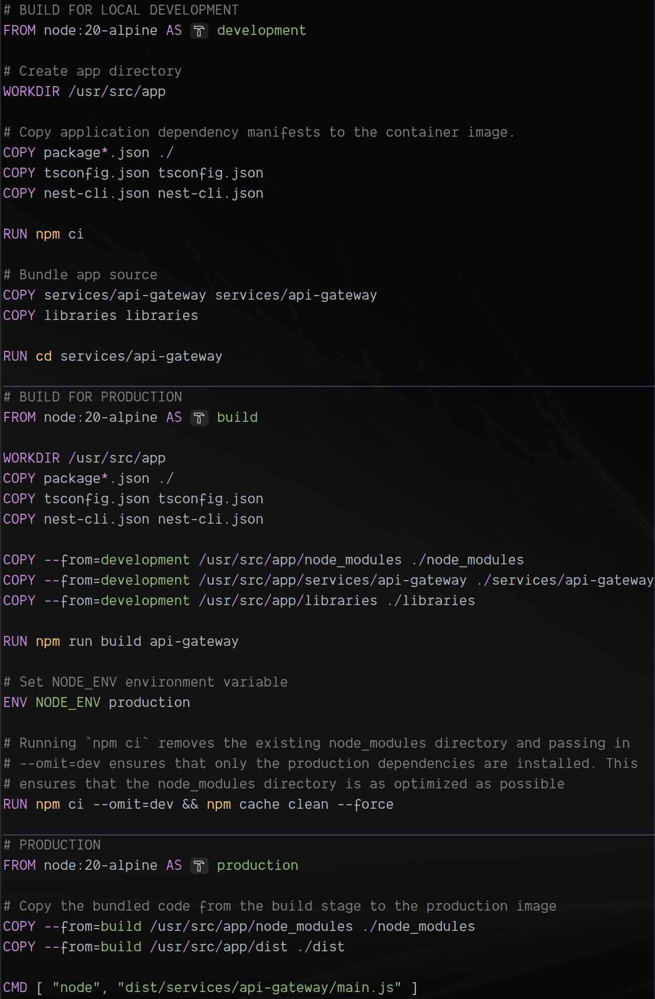 # BUILD FOR LOCAL DEVELOPMENT
FROM node:20-alpine AS development
# Create app directory
WORKDIR /usr/src/app
# Copy application dependency manifests to the container image.
COPY package*.json ./
COPY tsconfig.json tsconfig.json
COPY nest-cli.json nest-cli.json
RUN npm ci
# Bundle app source
COPY services/api-gateway services/api-gateway
COPY libraries libraries
RUN cd services/api-gateway
# BUILD FOR PRODUCTION
FROM node:20-alpine AS build
WORKDIR /usr/src/app
COPY package*.json ./
COPY tsconfig.json tsconfig.json
COPY nest-cli.json nest-cli.json
COPY --from=development /usr/src/app/node_modules ./node_modules
COPY --from=development /usr/src/app/services/api-gateway ./services/api-gateway
COPY --from=development /usr/src/app/libraries ./libraries
RUN npm run build api-gateway
# Set NODE_ENV environment variable
ENV NODE_ENV production
# Running `npm ci` removes the existing node_modules directory and passing in
# --omit=dev ensures that only the production dependencies are installed. This
# ensures that the node_modules directory is as optimized as possible
RUN npm ci --omit=dev && npm cache clean --force
# PRODUCTION
FROM node:20-alpine AS production
# Copy the bundled code from the build stage to the production image
COPY --from=build /usr/src/app/node_modules ./node_modules
COPY --from=build /usr/src/app/dist ./dist
CMD [ "node", "dist/services/api-gateway/main.js" ]